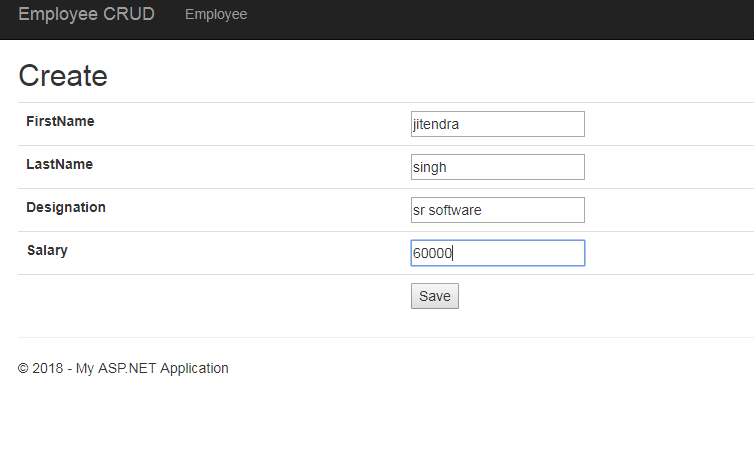 Employee CRUD Employee
Create
FirstName jitendra
LastName singh
Designation sr software
Salary 60000
Save
© 2018 - My ASP.NET Application